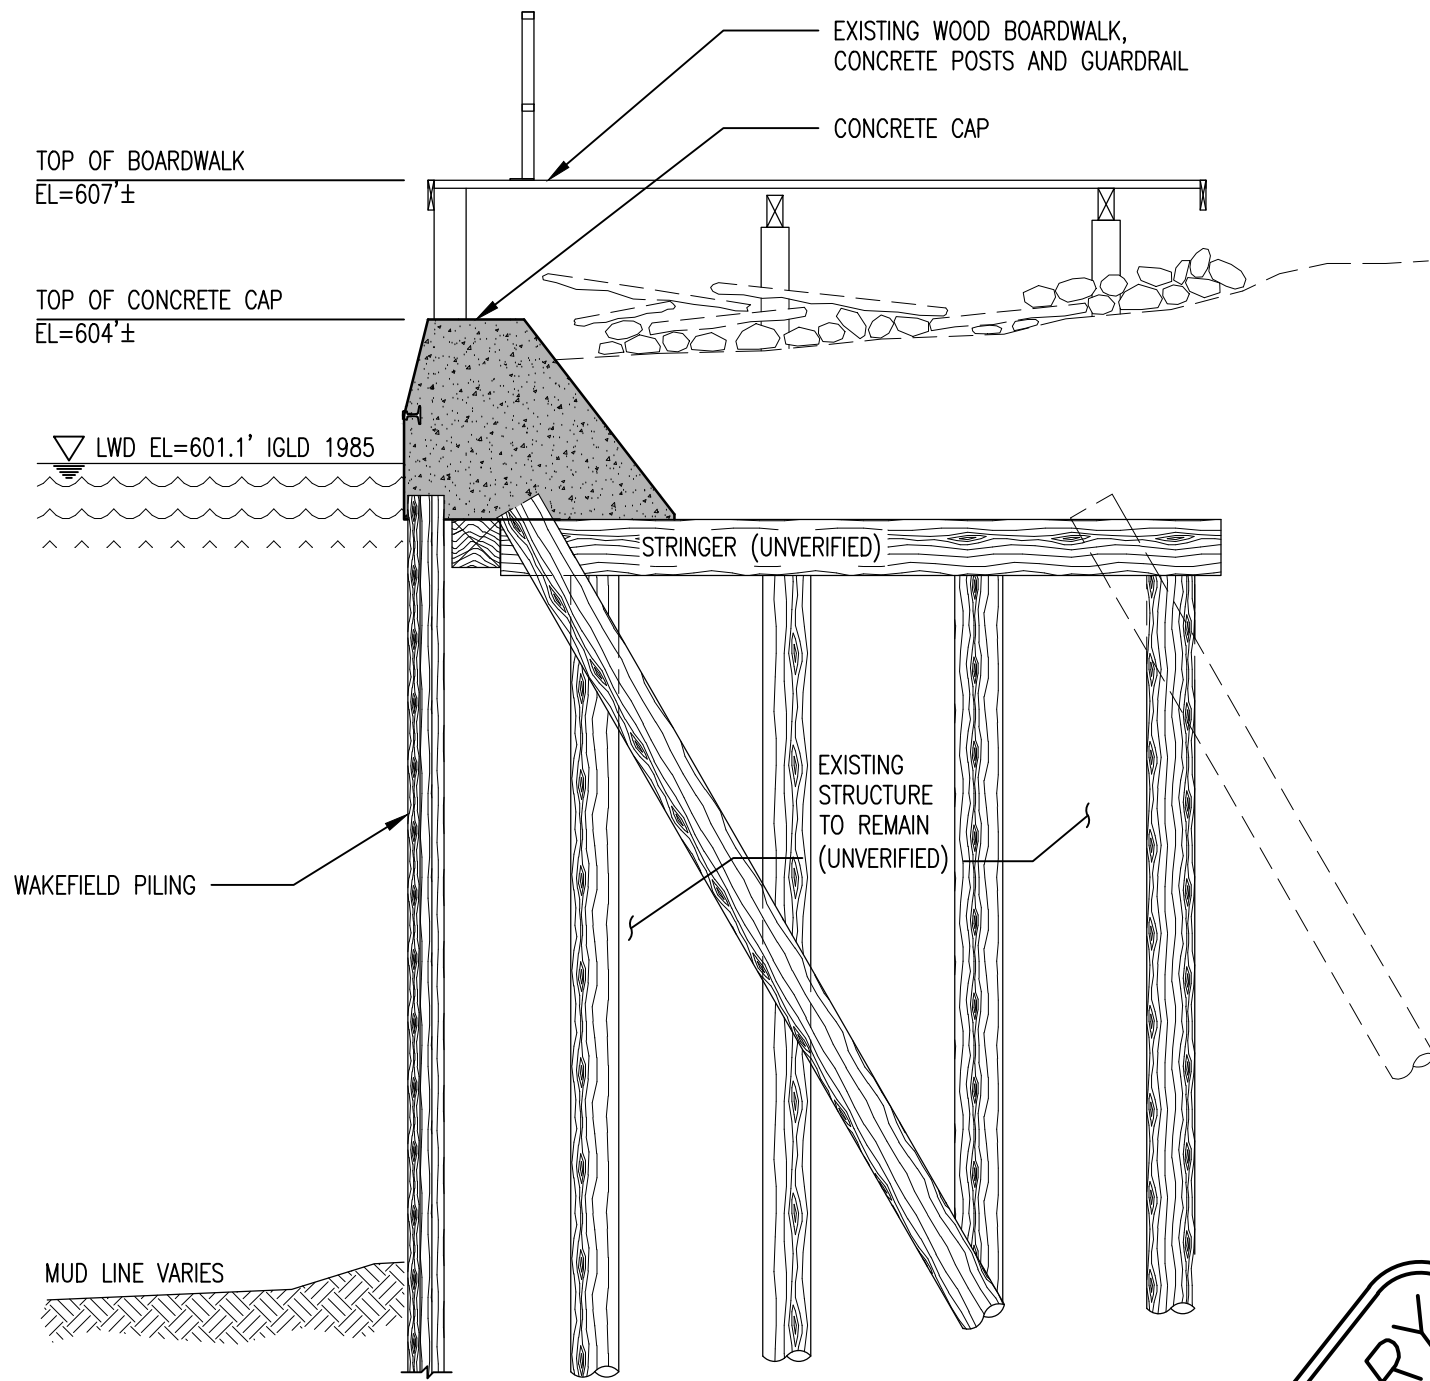 EXISTING WOOD BOARDWALK,
CONCRETE POSTS AND GUARDRAIL
CONCRETE CAP
TOP OF BOARDWALK
EL=607'±
TOP OF CONCRETE CAP
EL=604'±
LWD EL=601.1' IGLD 1985
STRINGER (UNVERIFIED)
EXISTING
STRUCTURE
TO REMAIN
(UNVERIFIED)
WAKEFIELD PILING
MUD LINE VARIES
RY